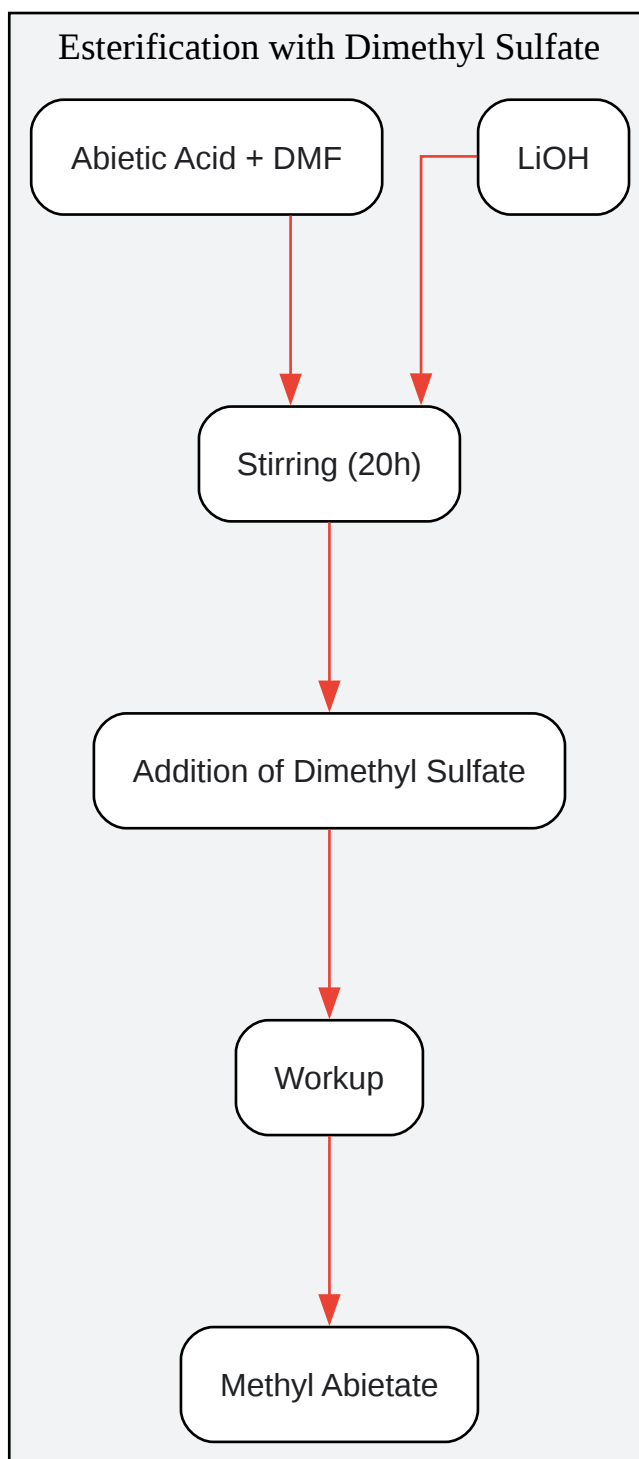 Esterification with Dimethyl Sulfate
Abietic Acid + DMF
LiOH
Stirring (20h)
Addition of Dimethyl Sulfate
Workup
Methyl Abietate